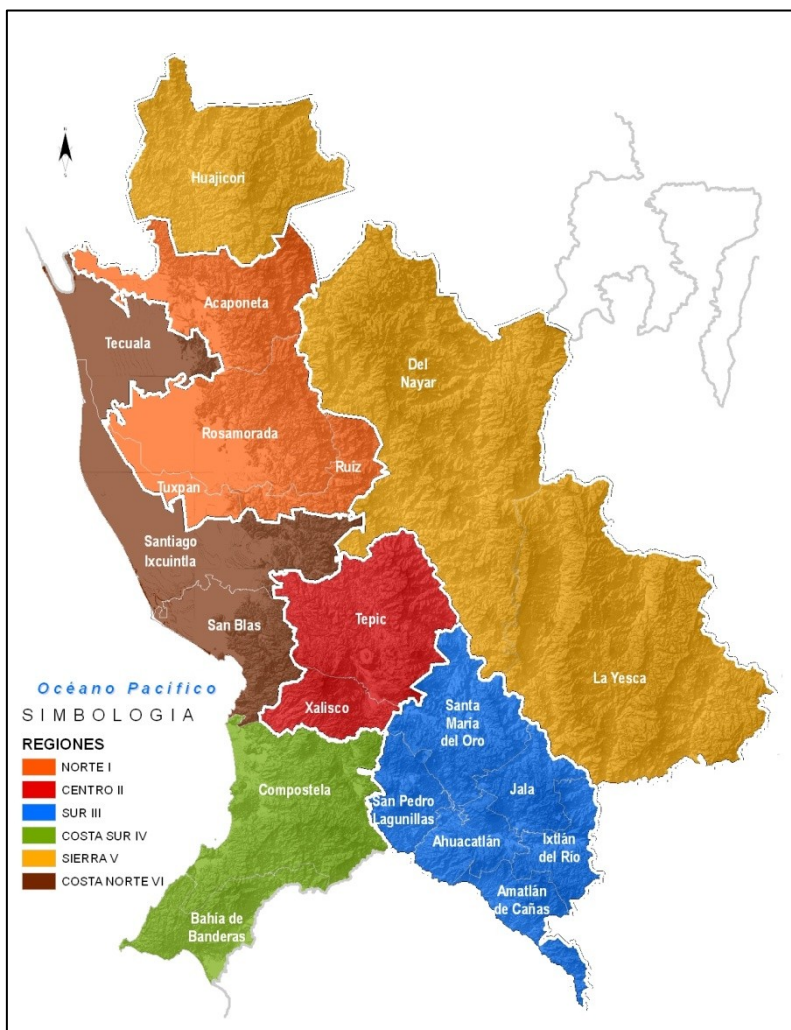 Huajicori
Acaponeta
Tecuala
Del
Nayar
Rosamorada
Ruiz
Tuxpan
Santiago
Ixcuintla
San Blas
Tepic
La Yesca
Océano Pacífico
Xalisco
Santa
María
del Oro
SIMBOLOGIA
REGIONES
NORTE I
CENTRO II
SUR III
COSTA SUR IV
SIERRA V
COSTA NORTE VI
Compostela
Jala
San Pedro
Lagunillas
Ahuacatlán
Ixtlán
del Río
Amatlán
de Cañas
Bahía de
Banderas